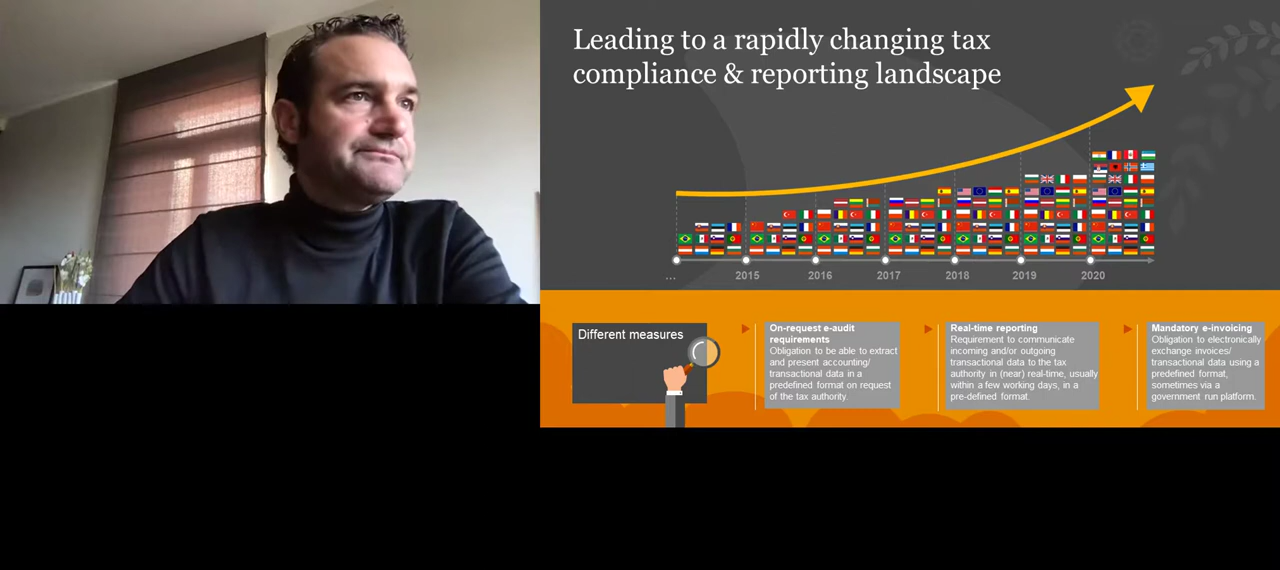 Leading to a rapidly changing tax
compliance & reporting landscape
...
2015
2016
2017
2018
2019
2020
Different measures
On-request e-audit
requirements
Obligation to be able to extract
and present accounting/
transactional data in a
predefined format on request
of the tax authority.
Real-time reporting
Requirement to communicate
incoming and/or outgoing
transactional data to the tax
authority in (near) real-time, usually
within a few working days, in a
pre-defined format.
Mandatory e-invoicing
Obligation to electronically
exchange invoices/
transactional data using a
predefined format,
sometimes via a
government run platform.